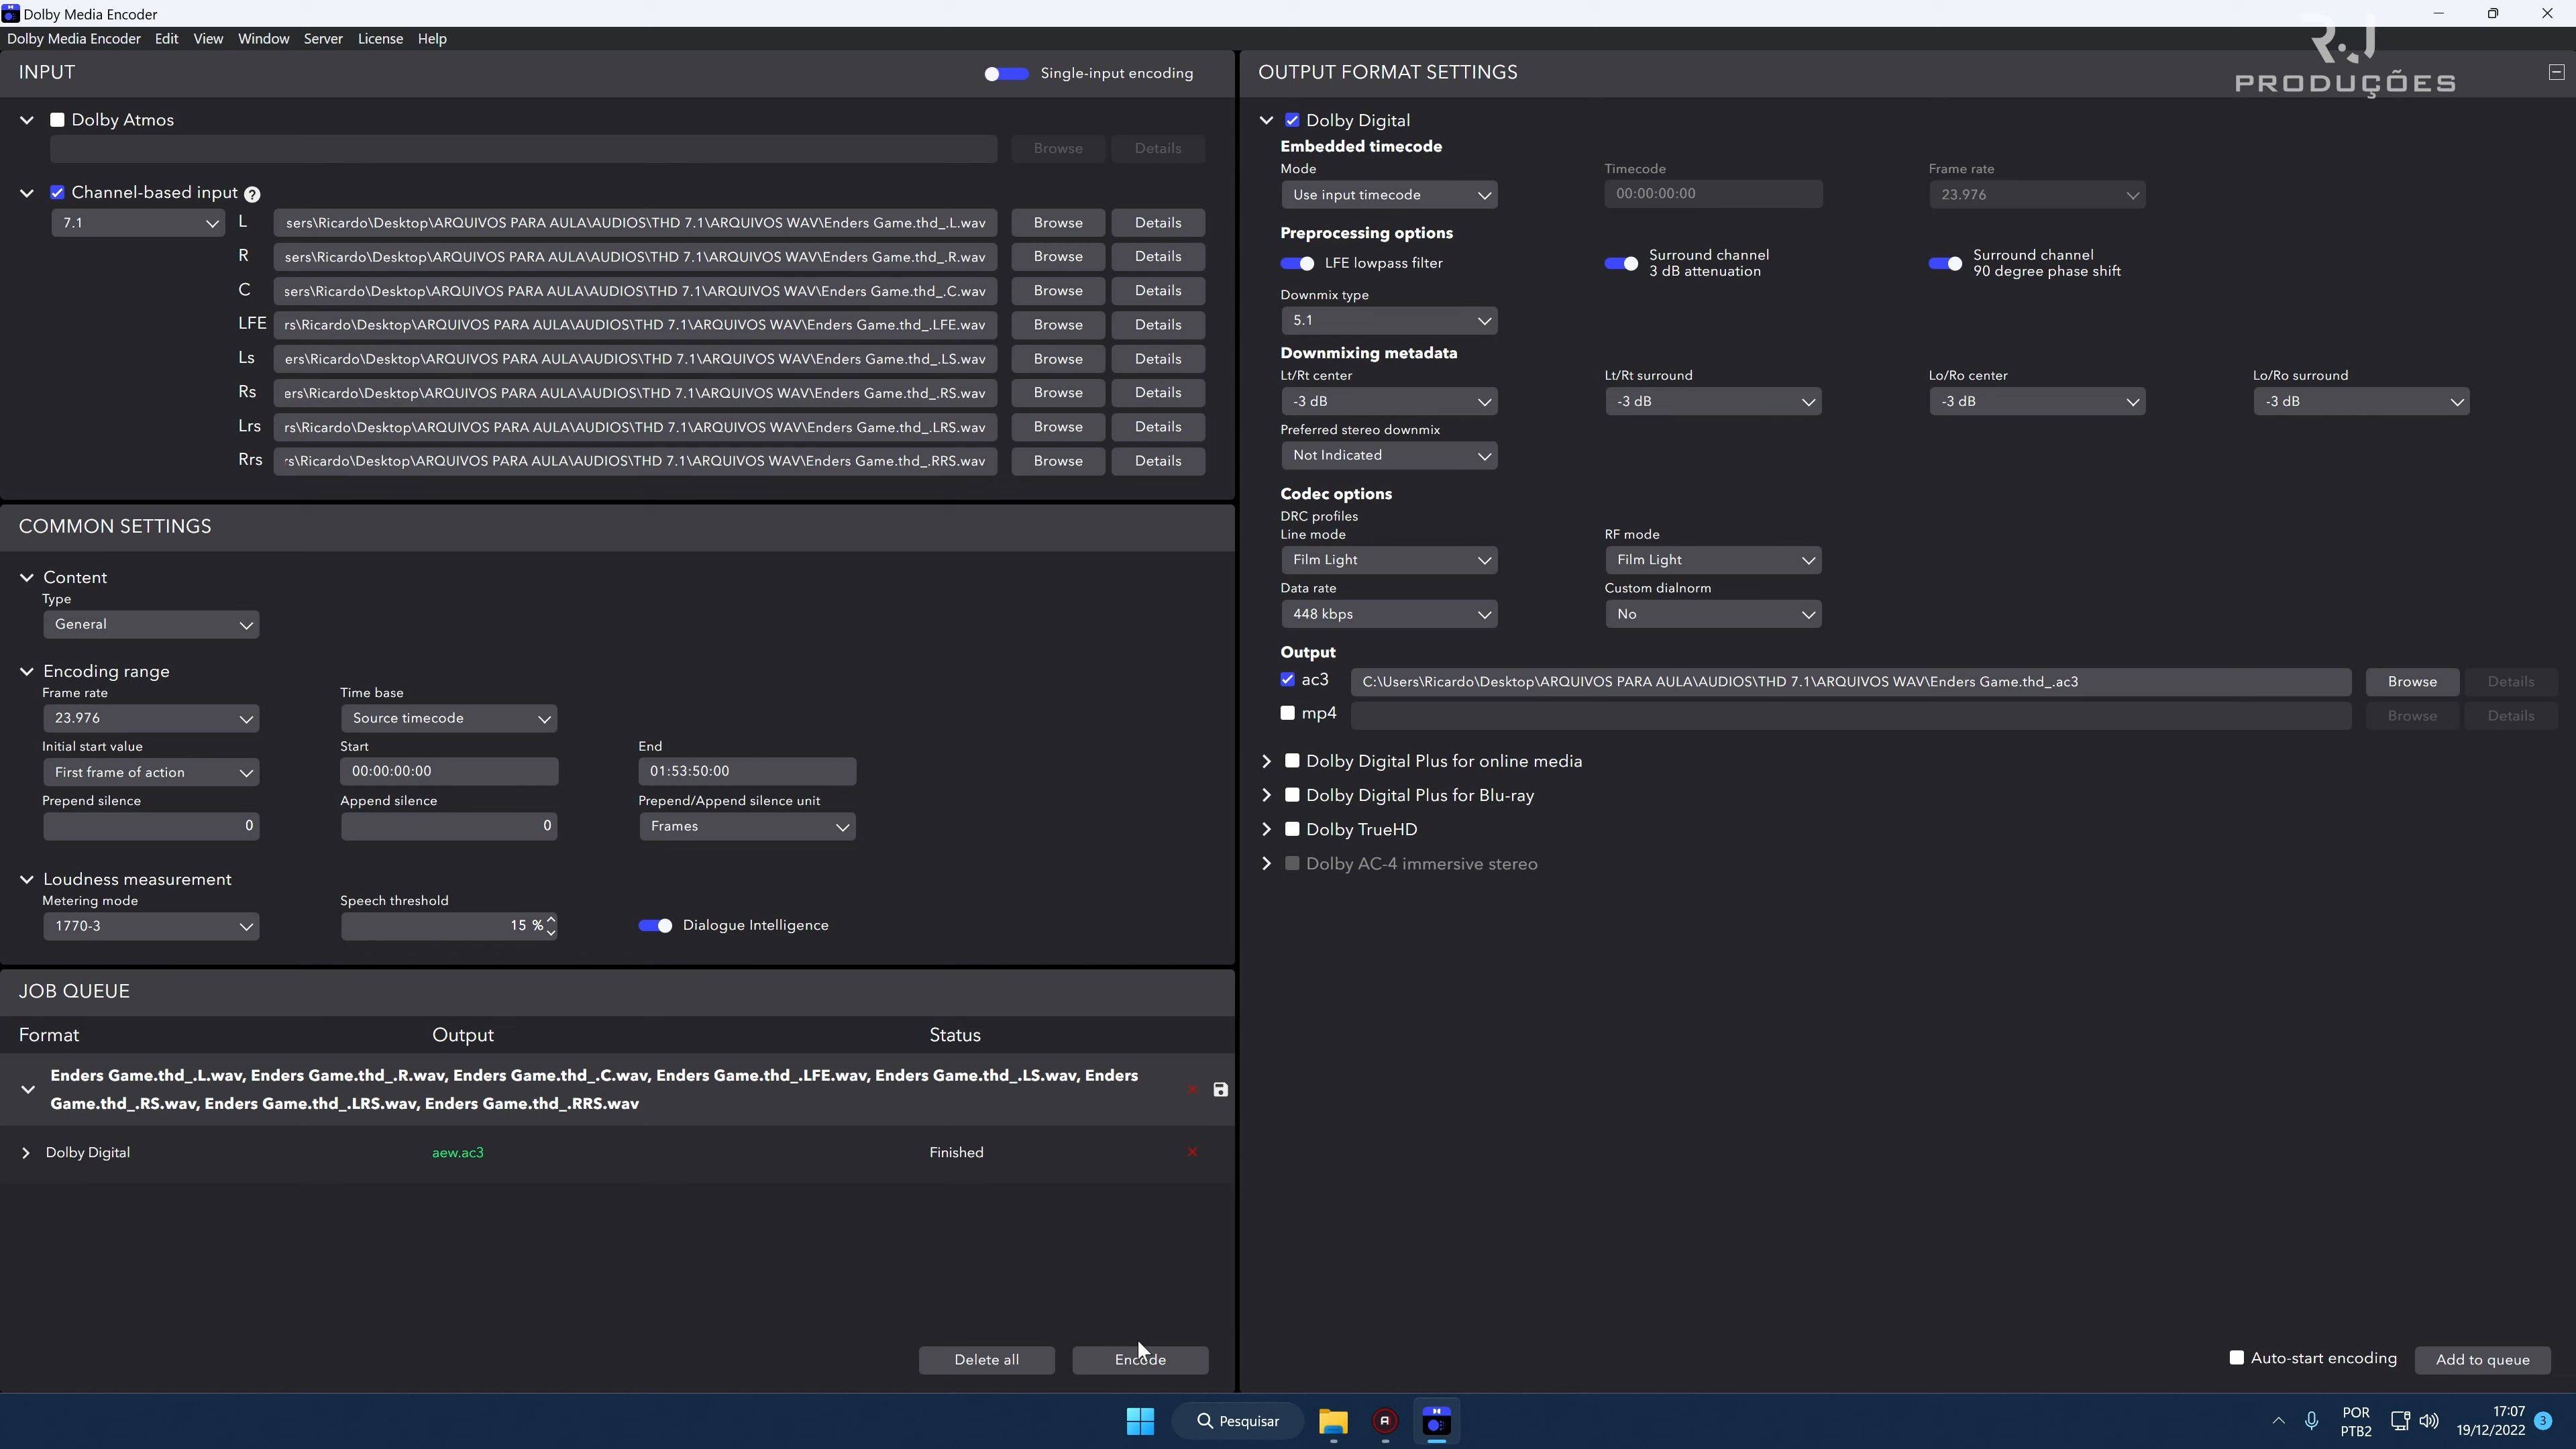 Dolby Media Encoder
Dolby Media Encoder Edit View Window Server License Help
R.J
PRODUÇÕES
INPUT
Single-input encoding
Dolby Atmos
Browse Details
Channel-based input ?
7.1
L sers\Ricardo\Desktop\ARQUIVOS PARA AULA\AUDIOS\THD 7.1\ARQUIVOS WAV\Enders Game.thd_.L.wav Browse Details
R sers\Ricardo\Desktop\ARQUIVOS PARA AULA\AUDIOS\THD 7.1\ARQUIVOS WAV\Enders Game.thd_.R.wav Browse Details
C sers\Ricardo\Desktop\ARQUIVOS PARA AULA\AUDIOS\THD 7.1\ARQUIVOS WAV\Enders Game.thd_.C.wav Browse Details
LFE rs\Ricardo\Desktop\ARQUIVOS PARA AULA\AUDIOS\THD 7.1\ARQUIVOS WAV\Enders Game.thd_.LFE.wav Browse Details
Ls ers\Ricardo\Desktop\ARQUIVOS PARA AULA\AUDIOS\THD 7.1\ARQUIVOS WAV\Enders Game.thd_.LS.wav Browse Details
Rs ers\Ricardo\Desktop\ARQUIVOS PARA AULA\AUDIOS\THD 7.1\ARQUIVOS WAV\Enders Game.thd_.RS.wav Browse Details
Lrs rs\Ricardo\Desktop\ARQUIVOS PARA AULA\AUDIOS\THD 7.1\ARQUIVOS WAV\Enders Game.thd_.LRS.wav Browse Details
Rrs rs\Ricardo\Desktop\ARQUIVOS PARA AULA\AUDIOS\THD 7.1\ARQUIVOS WAV\Enders Game.thd_.RRS.wav Browse Details
COMMON SETTINGS
Content
Type
General
Encoding range
Frame rate Time base
23.976 Source timecode
Initial start value Start End
First frame of action 00:00:00:00 01:53:50:00
Prepend silence Append silence Prepend/Append silence unit
0 0 Frames
Loudness measurement
Metering mode Speech threshold
1770-3 15 % Dialogue Intelligence
JOB QUEUE
Format Output Status
Enders Game.thd_.L.wav, Enders Game.thd_.R.wav, Enders Game.thd_.C.wav, Enders Game.thd_.LFE.wav, Enders Game.thd_.LS.wav, Enders
Game.thd_.RS.wav, Enders Game.thd_.LRS.wav, Enders Game.thd_.RRS.wav
Dolby Digital aew.ac3 Finished
Delete all Encode
OUTPUT FORMAT SETTINGS
Dolby Digital
Embedded timecode
Mode Timecode Frame rate
Use input timecode 00:00:00:00 23.976
Preprocessing options
LFE lowpass filter
Surround channel
3 dB attenuation
Surround channel
90 degree phase shift
Downmix type
5.1
Downmixing metadata
Lt/Rt center Lt/Rt surround Lo/Ro center Lo/Ro surround
-3 dB -3 dB -3 dB -3 dB
Preferred stereo downmix
Not Indicated
Codec options
DRC profiles
Line mode RF mode
Film Light Film Light
Data rate Custom dialnorm
448 kbps No
Output
ac3 C:\Users\Ricardo\Desktop\ARQUIVOS PARA AULA\AUDIOS\THD 7.1\ARQUIVOS WAV\Enders Game.thd_.ac3 Browse Details
mp4 Browse Details
Dolby Digital Plus for online media
Dolby Digital Plus for Blu-ray
Dolby TrueHD
Dolby AC-4 immersive stereo
Auto-start encoding Add to queue
Pesquisar
POR
PTB2
17:07
19/12/2022
3